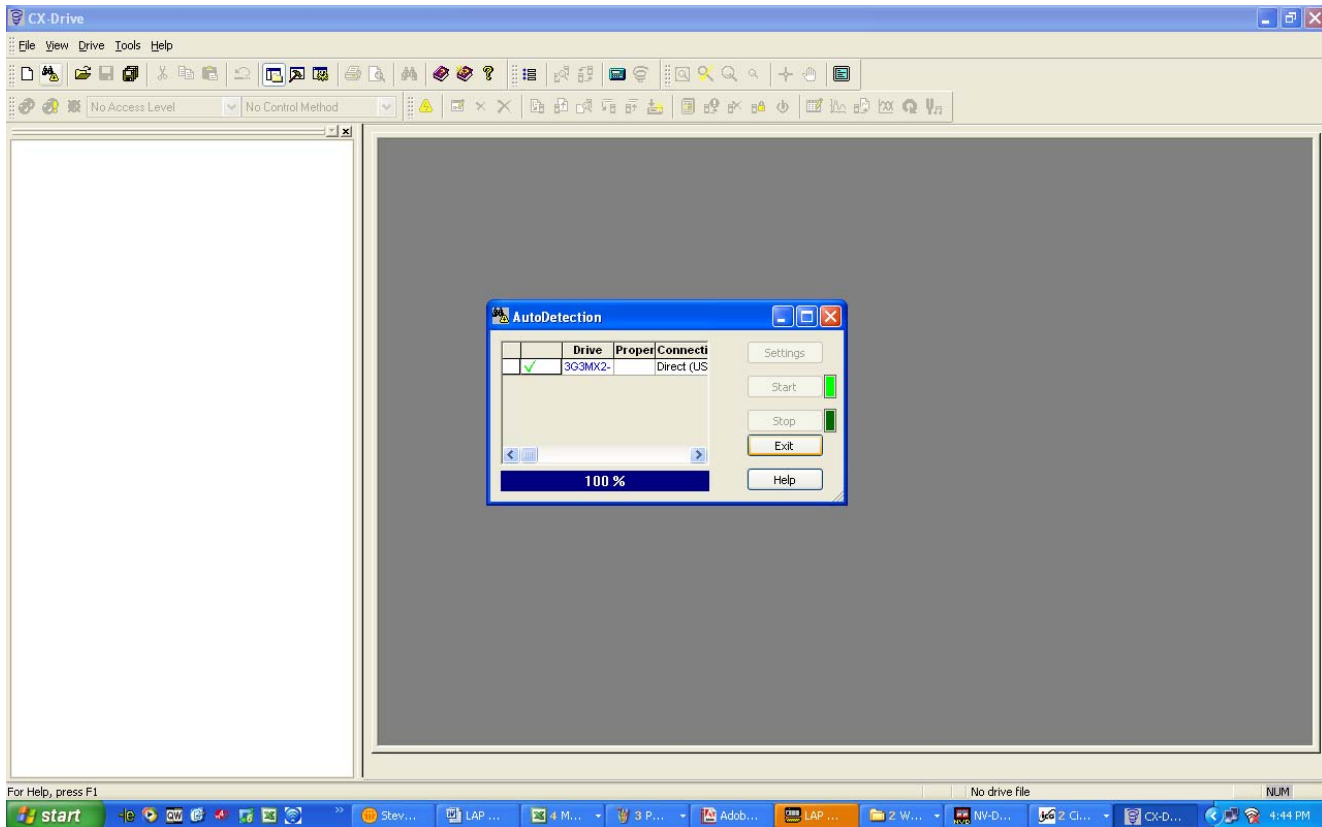 CX-Drive
File View Drive Tools Help
No Access Level No Control Method
AutoDetection
Drive Proper Connecti
3G3MX2- Direct (US
Settings
Start
Stop
Exit
100 %
Help
For Help, press F1 No drive file NUM
start Stev... LAP ... 4 M... 3 P... Adob... LAP ... 2 W... NV-D... 2 Ci... CX-D... 4:44 PM